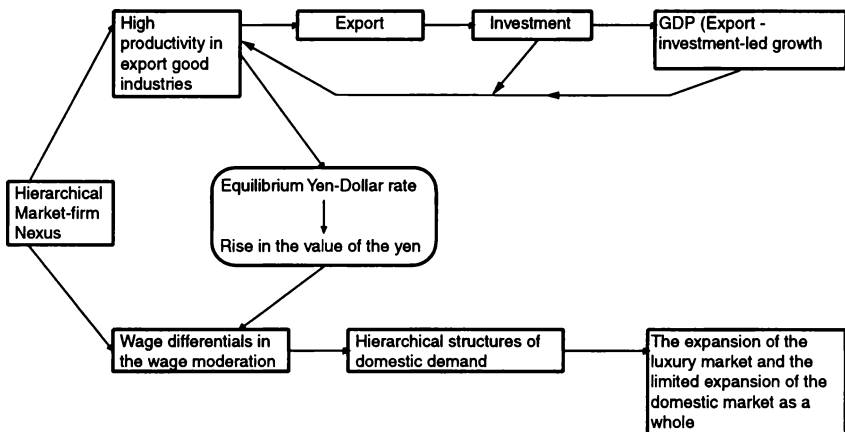 High
productivity in
export good
industries
Export
Investment
GDP (Export -
investment-led growth
Hierarchical
Market-firm
Nexus
Equilibrium Yen-Dollar rate
Rise in the value of the yen
Wage differentials in
the wage moderation
Hierarchical structures of
domestic demand
The expansion of the
luxury market and the
limited expansion of the
domestic market as a
whole